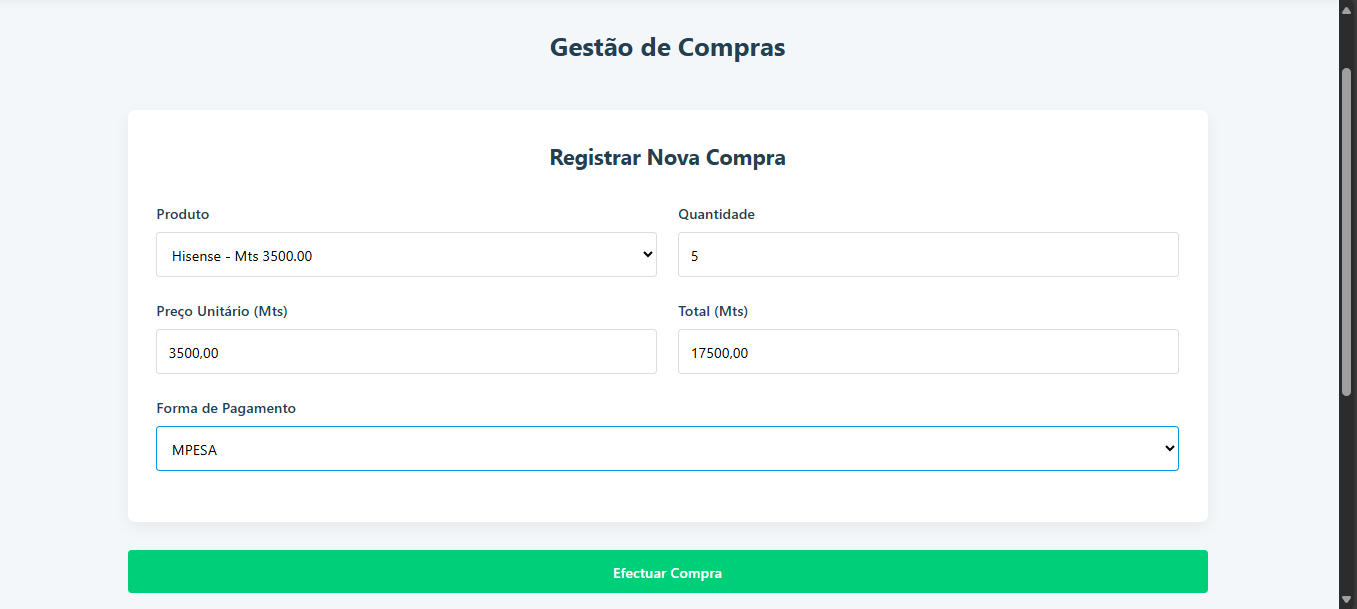 Gestão de Compras
Registrar Nova Compra
Produto
Quantidade
Hisense - Mts 3500.00
5
Preço Unitário (Mts)
Total (Mts)
3500,00
17500,00
Forma de Pagamento
MPESA
Efectuar Compra